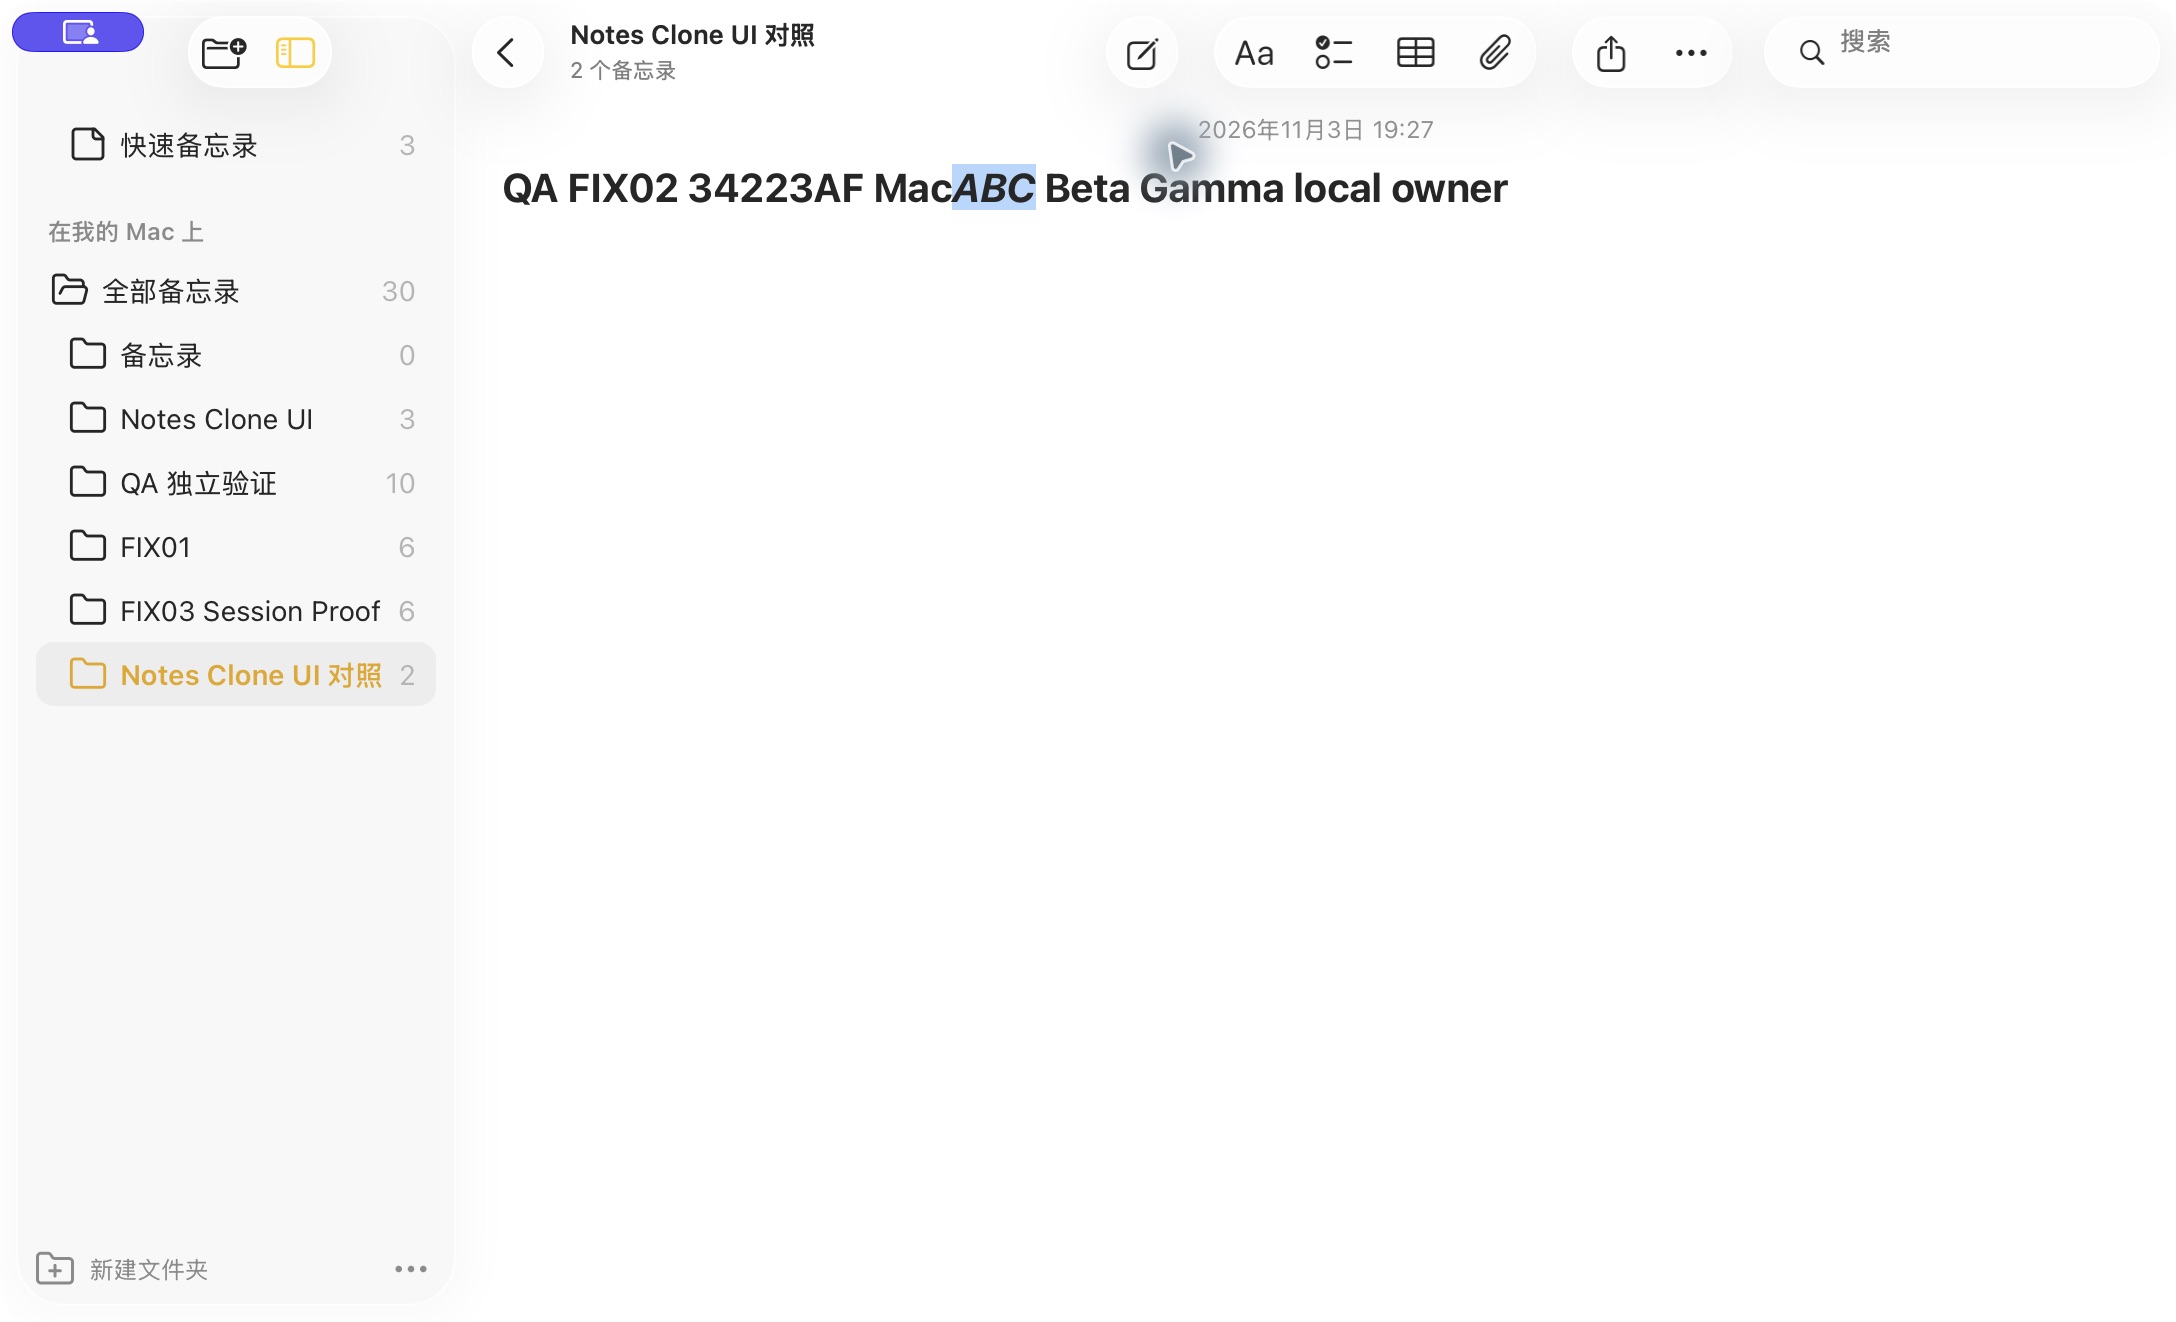 Notes Clone UI 对照
2 个备忘录
Aa
搜索
快速备忘录 3
在我的 Mac 上
全部备忘录 30
备忘录 0
Notes Clone UI 3
QA 独立验证 10
FIX01 6
FIX03 Session Proof 6
Notes Clone UI 对照 2
新建文件夹
2026年11月3日 19:27
QA FIX02 34223AF MacABC Beta Gamma local owner